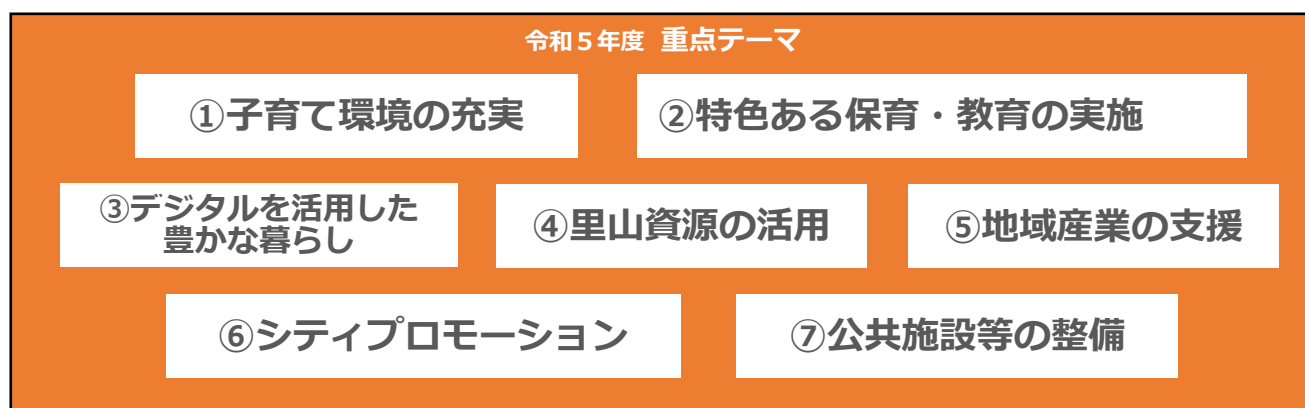 令和５年度 重点テーマ
①子育て環境の充実
②特色ある保育・教育の実施
③デジタルを活用した
豊かな暮らし
④里山資源の活用
⑤地域産業の支援
⑥シティプロモーション
⑦公共施設等の整備